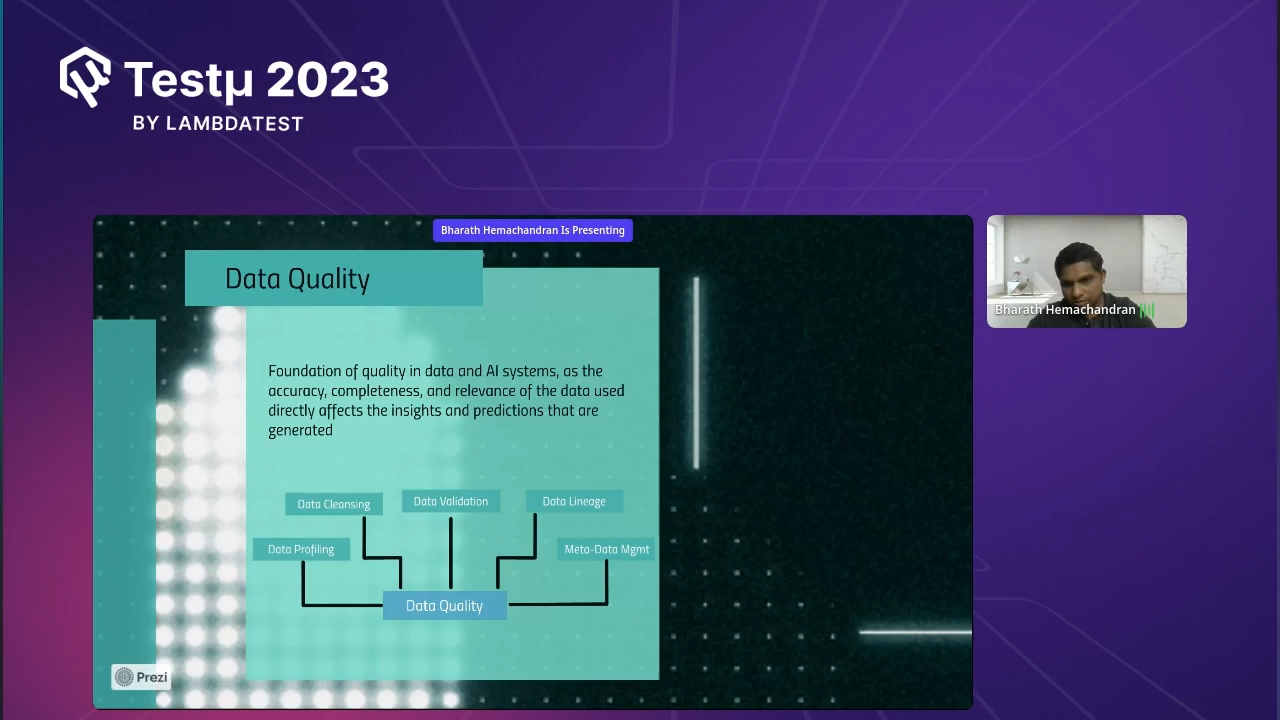 Testμ 2023
BY LAMBDATEST
Bharath Hemachandran Is Presenting
Data Quality
Foundation of quality in data and AI systems, as the
accuracy, completeness, and relevance of the data used
directly affects the insights and predictions that are
generated
Data Cleansing
Data Validation
Data Lineage
Data Profiling
Meta-Data Mgmt
Data Quality
Prezi
Bharath Hemachandran